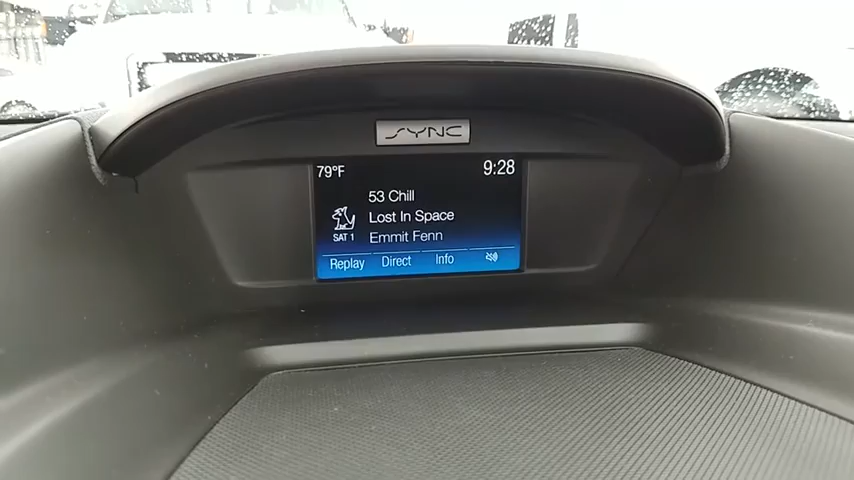 SYNC
79°F
9:28
53 Chill
Lost In Space
SAT 1
Emmit Fenn
Replay
Direct
Info